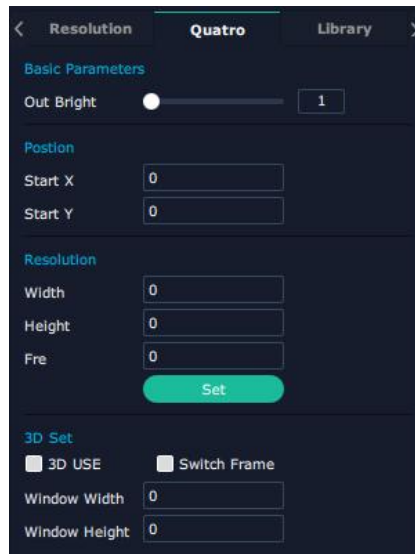 Resolution Quatro Library
Basic Parameters
Out Bright 1
Postion
Start X 0
Start Y 0
Resolution
Width 0
Height 0
Fre 0
Set
3D Set
3D USE Switch Frame
Window Width 0
Window Height 0